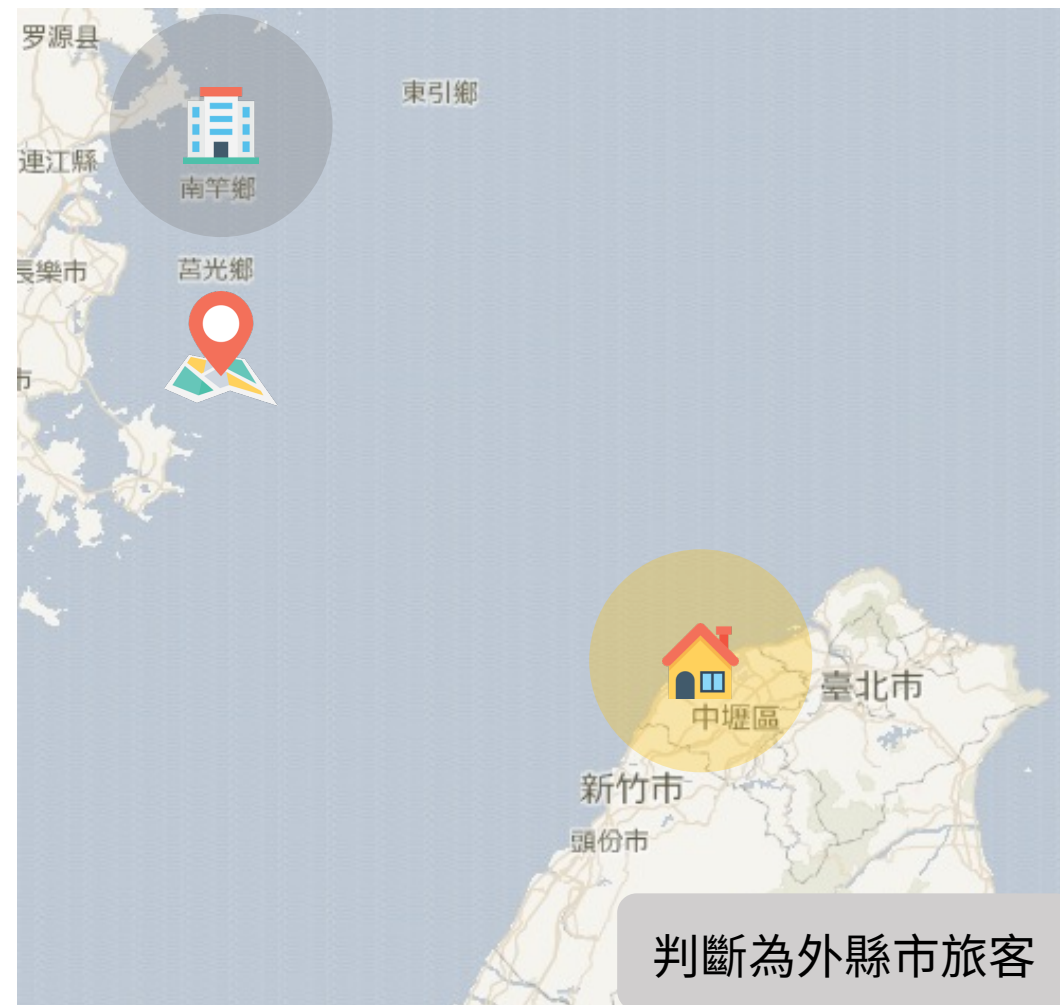 罗源县
東引鄉
連江縣
南竿鄉
長樂市
莒光鄉
市
臺北市
中壢區
新竹市
頭份市
判斷為外縣市旅客